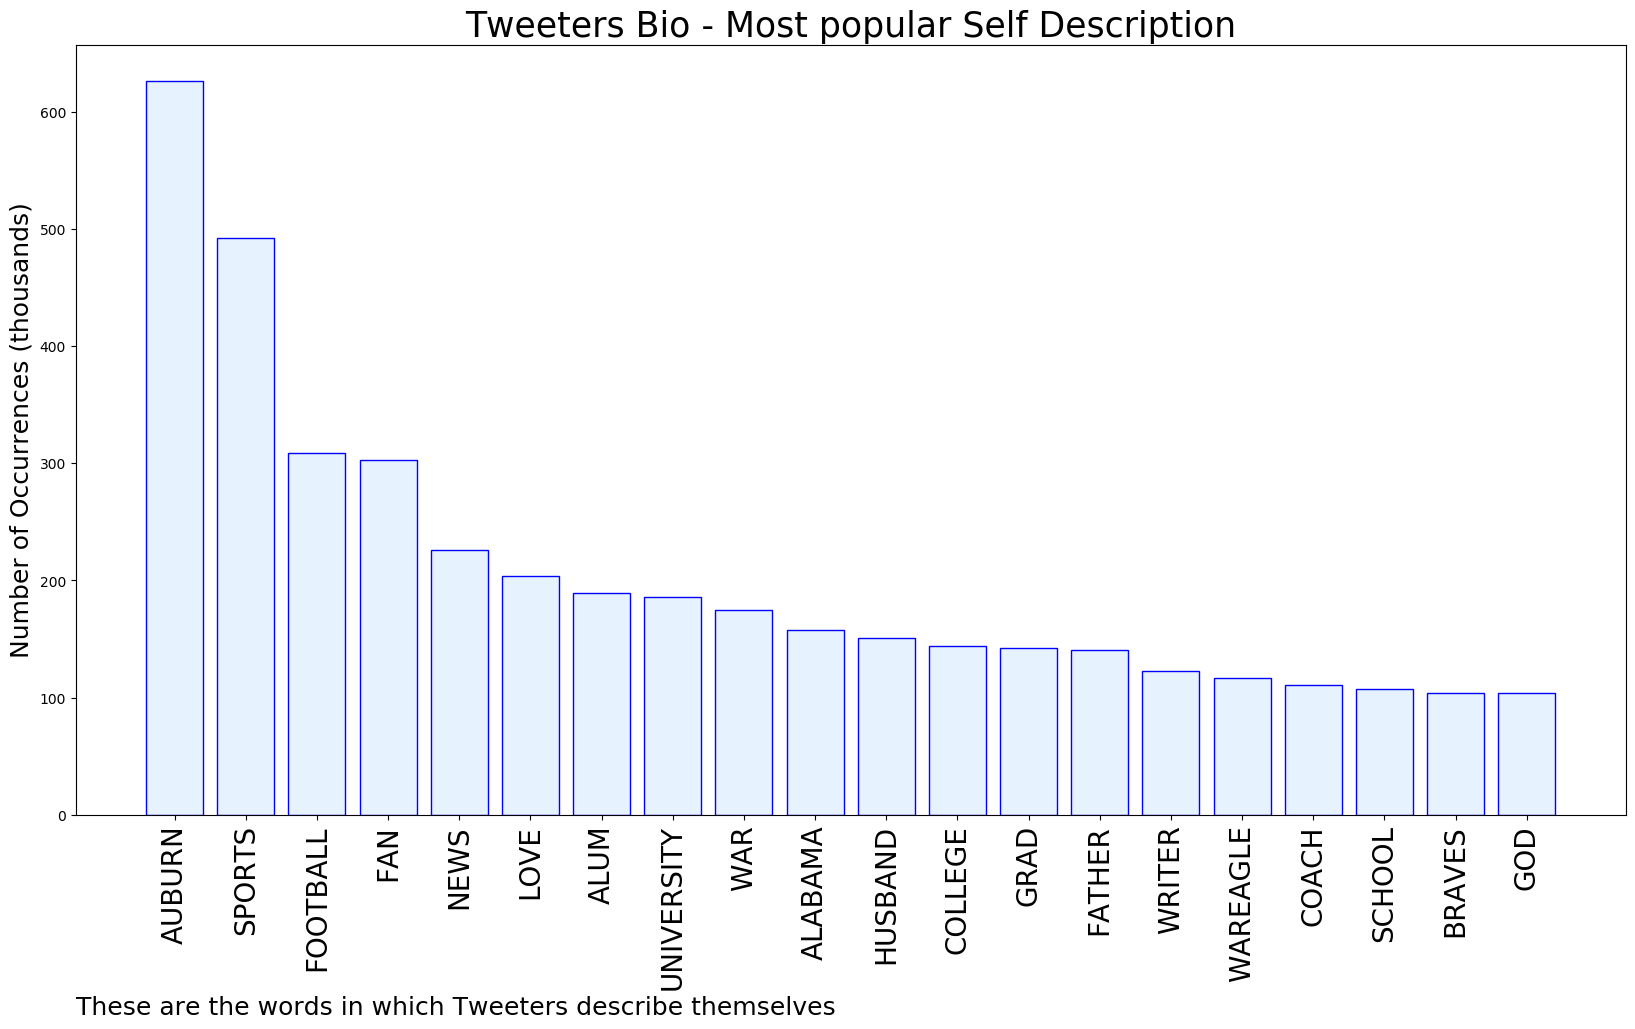 Tweeters Bio - Most popular Self Description
Number of Occurrences (thousands)
600
500
400
300
200
100
0
AUBURN
SPORTS
FOOTBALL
FAN
NEWS
LOVE
ALUM
UNIVERSITY
WAR
ALABAMA
HUSBAND
COLLEGE
GRAD
FATHER
WRITER
WAREAGLE
COACH
SCHOOL
BRAVES
GOD
These are the words in which Tweeters describe themselves